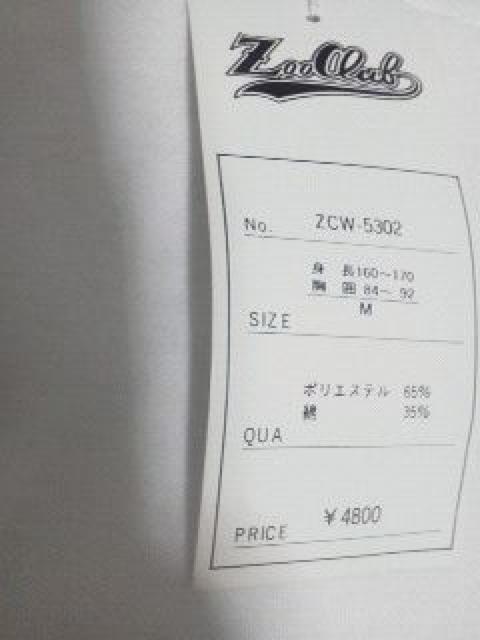 ZooClub
No. ZCW-5302
身 長160～170
胸 囲 84～ 92
M
SIZE
ポリエステル 65%
綿 35%
QUA
¥4800
PRICE